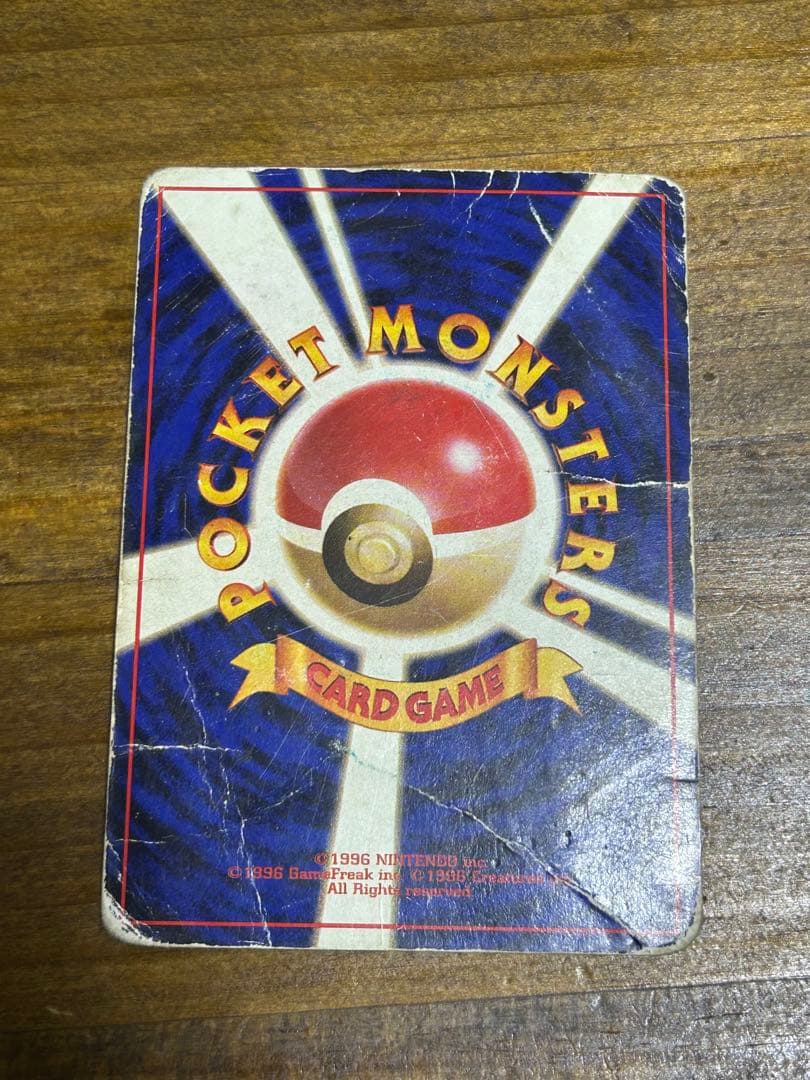 POCKET MONSTERS
CARD GAME
©1996 NINTENDO inc.
©1996 GameFreak inc. ©1996 Creatures inc.
All Rights reserved